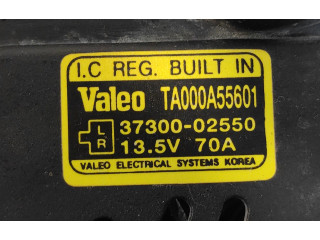 I.C REG. BUILT IN
Valeo TA000A55601
L 37300-02550
R 13.5V 70A
VALEO ELECTRICAL SYSTEMS KOREA